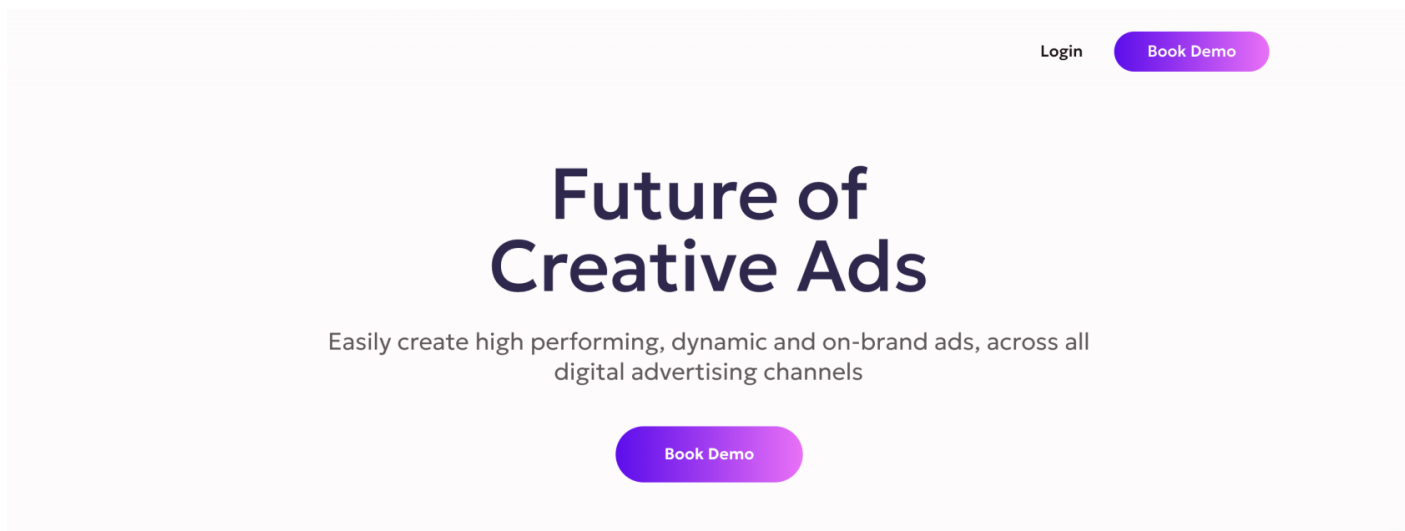 Login
Book Demo
Future of
Creative Ads
Easily create high performing, dynamic and on-brand ads, across all
digital advertising channels
Book Demo